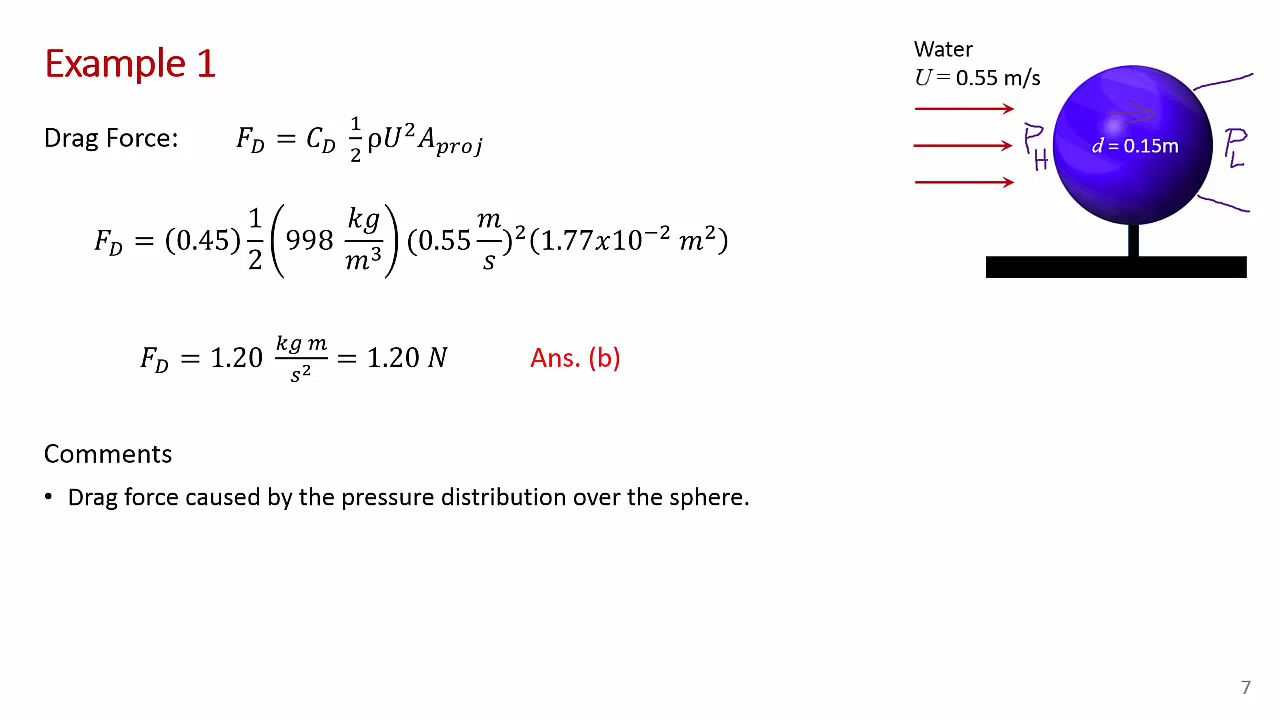 Example 1
Water
U = 0.55 m/s
Drag Force: F_D = C_D 1/2 ρU²A_proj
P_H
d = 0.15m
P_L
F_D = (0.45) 1/2 (998 kg/m³) (0.55 m/s)² (1.77x10⁻² m²)
F_D = 1.20 kg m/s² = 1.20 N Ans. (b)
Comments
• Drag force caused by the pressure distribution over the sphere.
7